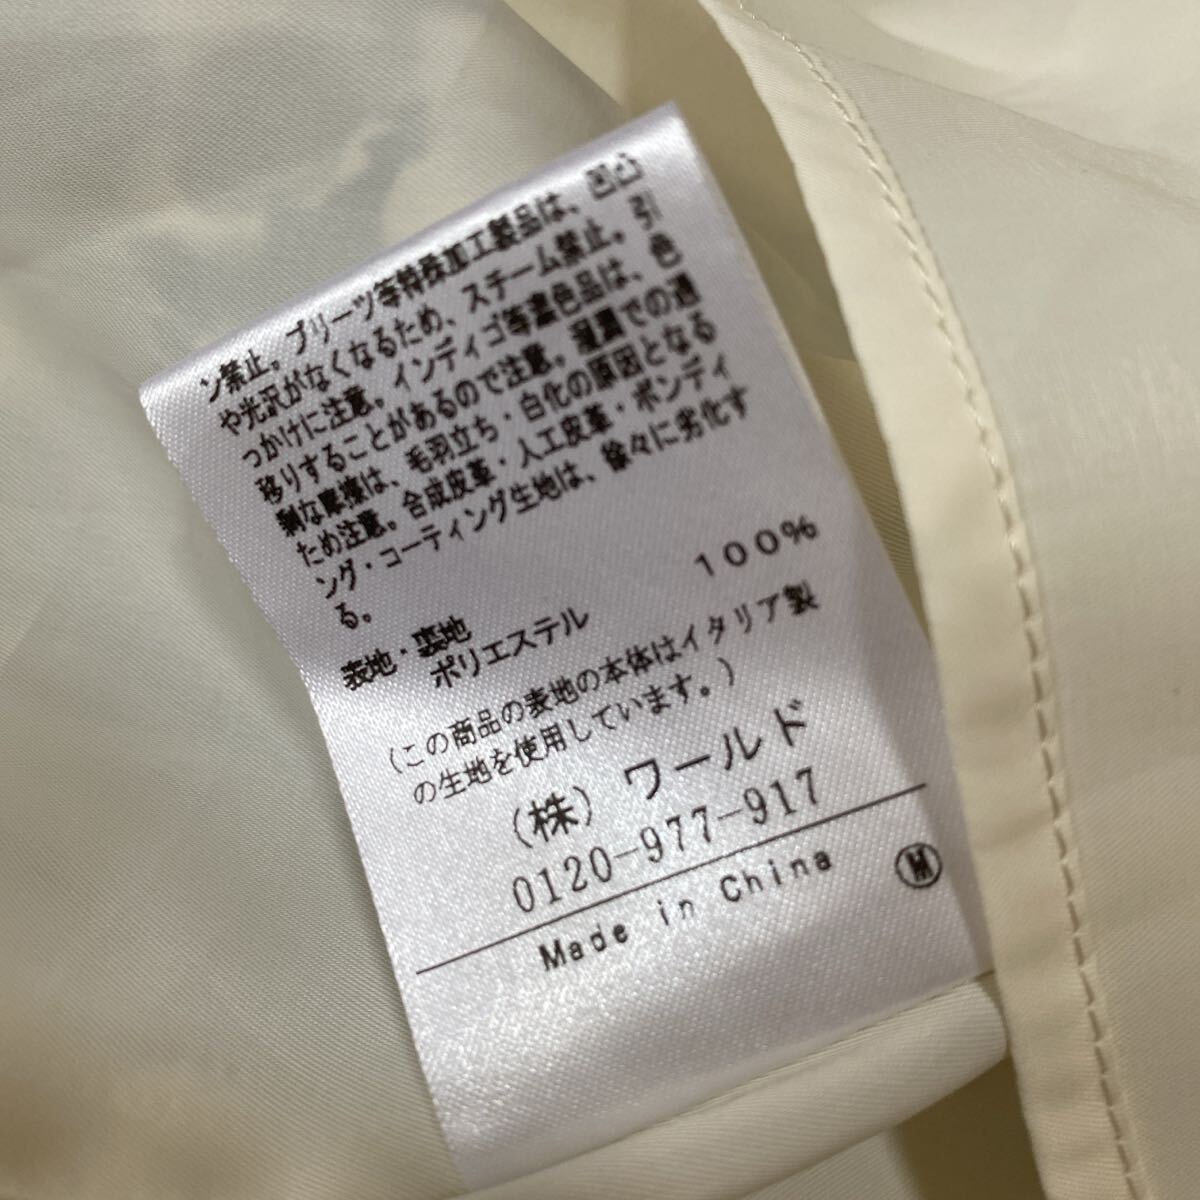 ン禁止。プリーツ等特殊加工製品は、凹凸
や光沢がなくなるため、スチーム禁止。引
っかけに注意。インディゴ等濃色品は、色
移りすることがあるので注意。湿潤での過
剰な摩擦は、毛羽立ち・白化の原因となる
ため注意。合成皮革・人工皮革・ボンディ
ング・コーティング生地は、徐々に劣化す
る。
表地・裏地
ポリエステル 100%
(この商品の表地の本体はイタリア製
の生地を使用しています。)
(株) ワールド
0120-977-917
Made in China Ⓜ